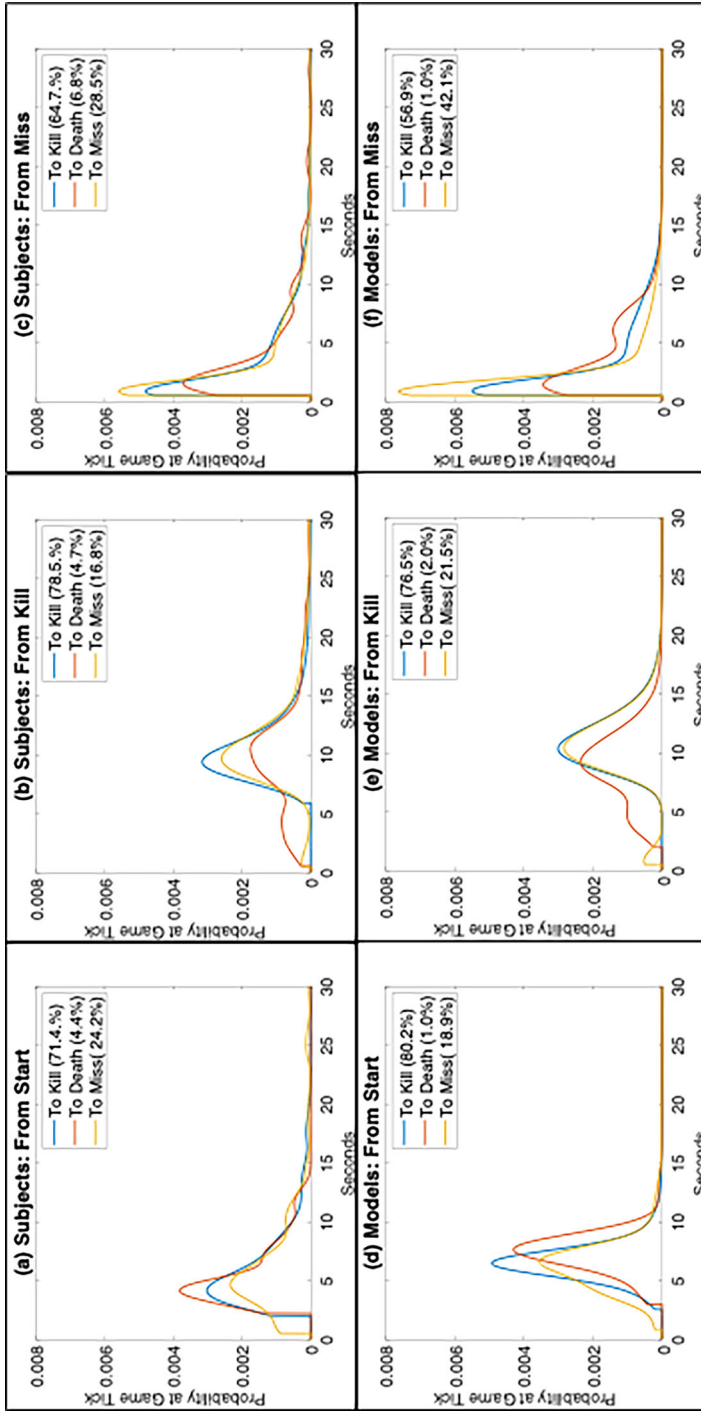 (a) Subjects: From Start
Probability at Game Tick
0.008
0.006
0.004
0.002
0
To Kill (71.4.%)
To Death (4.4%)
To Miss( 24.2%)
0 5 10 15 20 25 30
Seconds
(b) Subjects: From Kill
Probability at Game Tick
0.008
0.006
0.004
0.002
0
To Kill (78.5.%)
To Death (4.7%)
To Miss (16.8%)
0 5 10 15 20 25 30
Seconds
(c) Subjects: From Miss
Probability at Game Tick
0.008
0.006
0.004
0.002
0
To Kill (64.7.%)
To Death (6.8%)
To Miss (28.5%)
0 5 10 15 20 25 30
Seconds
(d) Models: From Start
Probability at Game Tick
0.008
0.006
0.004
0.002
0
To Kill (80.2%)
To Death (1.0%)
To Miss( 18.9%)
0 5 10 15 20 25 30
Seconds
(e) Models: From Kill
Probability at Game Tick
0.008
0.006
0.004
0.002
0
To Kill (76.5%)
To Death (2.0%)
To Miss( 21.5%)
0 5 10 15 20 25 30
Seconds
(f) Models: From Miss
Probability at Game Tick
0.008
0.006
0.004
0.002
0
To Kill (56.9%)
To Death (1.0%)
To Miss( 42.1%)
0 5 10 15 20 25 30
Seconds